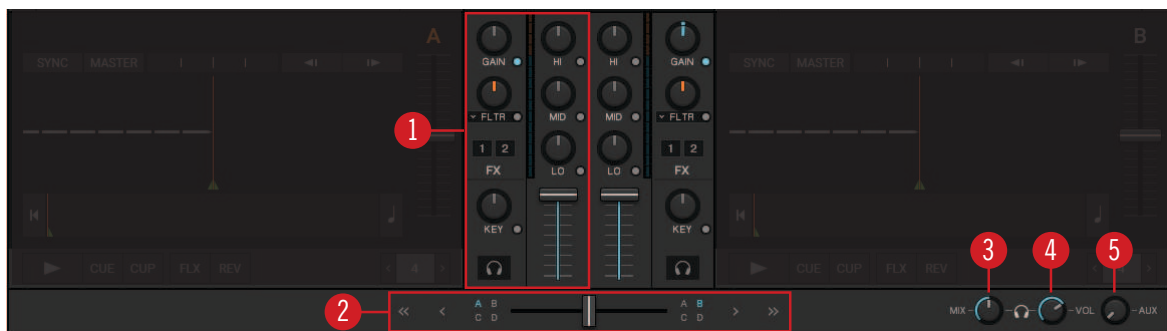 A
SYNC MASTER
GAIN
HI
FLTR
MID
1 2
FX
LO
KEY
HI
GAIN
MID
FLTR
LO
1 2
FX
KEY
B
SYNC MASTER
CUE CUP FLX REV
4
CUE CUP FLX REV
4
1
2
A B
C D
A B
C D
3
4
5
MIX
VOL
AUX